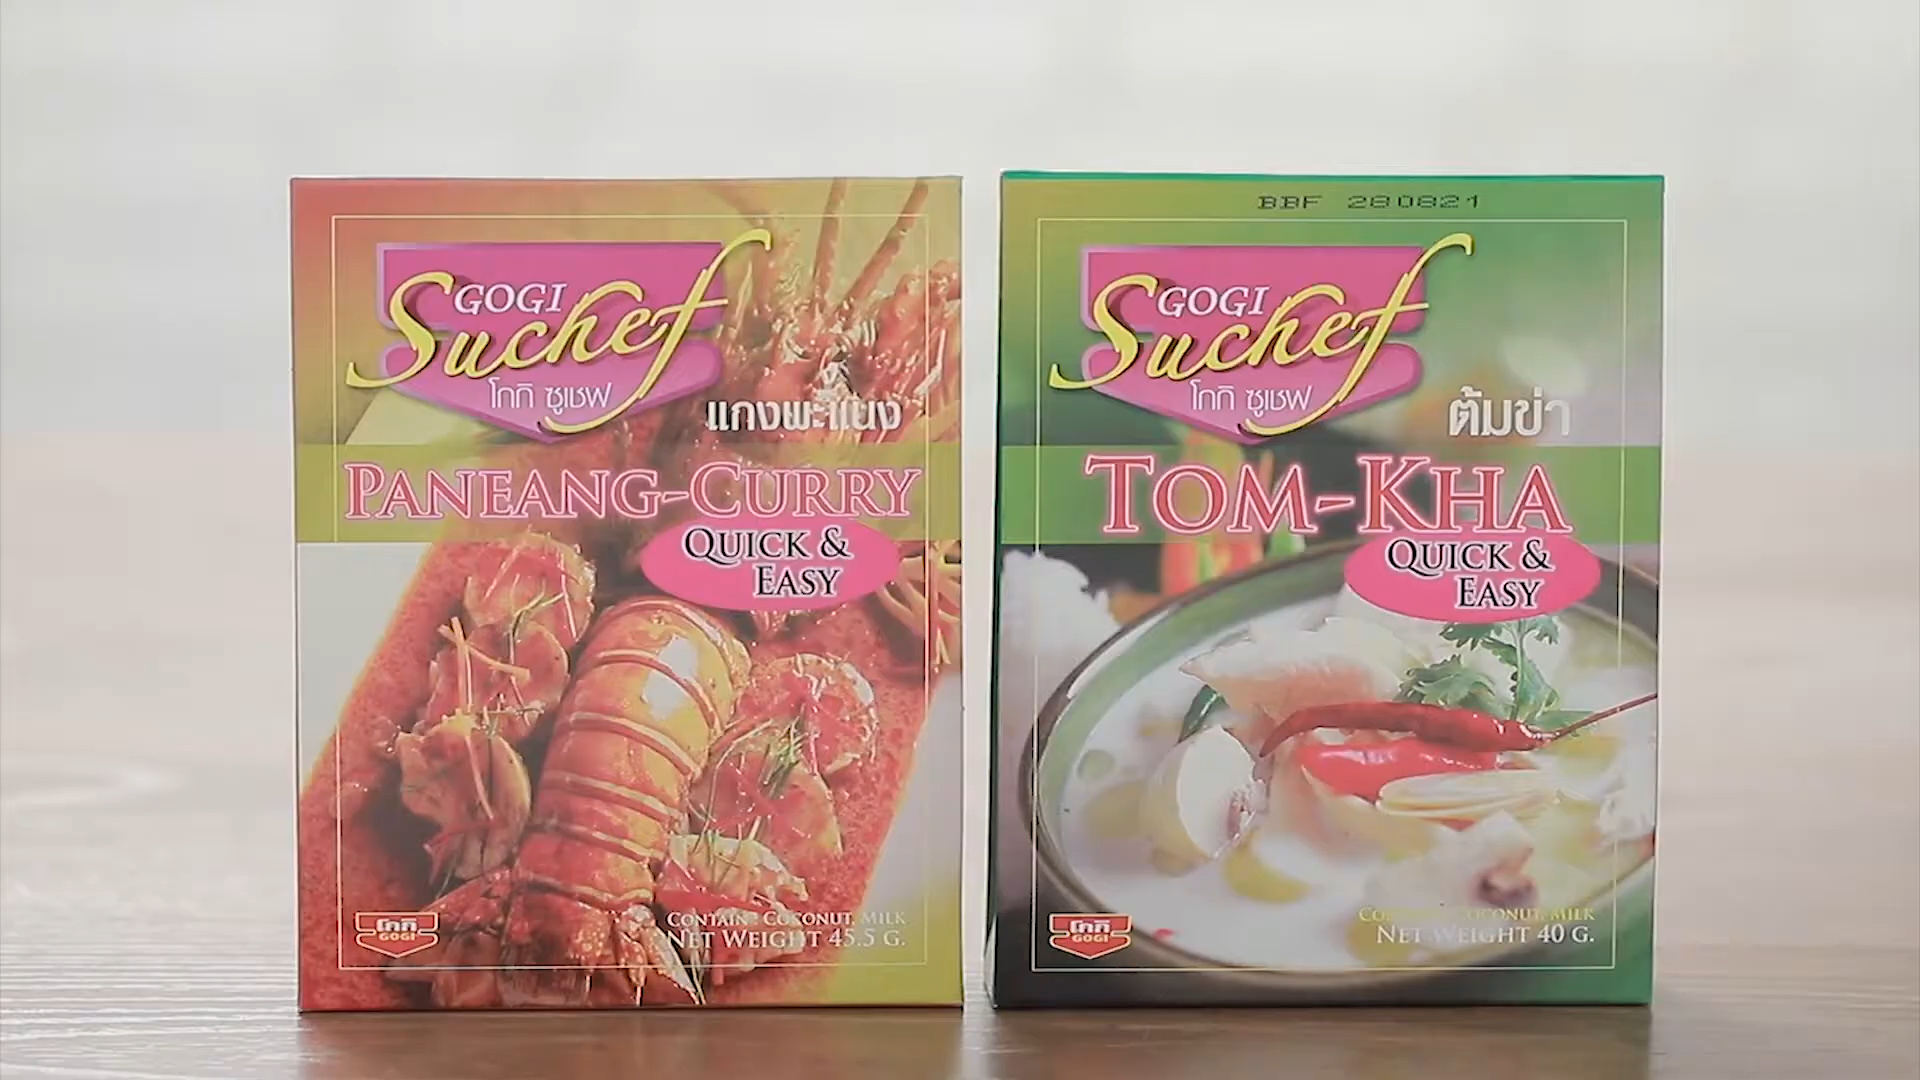 GOGI
Suchef
โกกิ ซูเชฟ
แกงพะแนง
PANEANG-CURRY
QUICK &
EASY
โกกิ
GOGI
CONTAIN: COCONUT MILK
NET WEIGHT 45.5 G.
BBF 280821
GOGI
Suchef
โกกิ ซูเชฟ
ต้มข่า
TOM-KHA
QUICK &
EASY
โกกิ
GOGI
COCONUT MILK
NET WEIGHT 40 G.